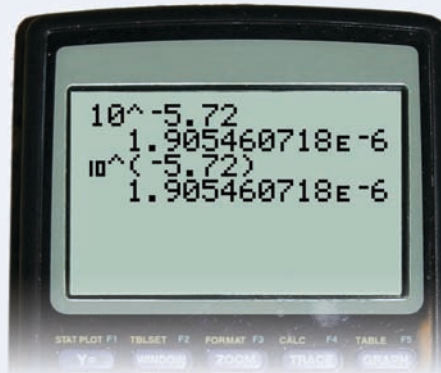 10^-5.72
1.905460718E-6
10^(-5.72)
1.905460718E-6
STAT PLOT F1 TBLSET F2 FORMAT F3 CALC F4 TABLE F5
Y= WINDOW ZOOM TRACE GRAPH